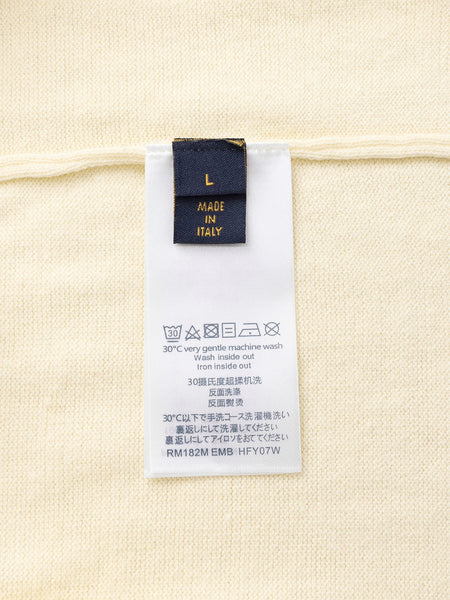 L
MADE
IN
ITALY
30
30°C very gentle machine wash
Wash inside out
Iron inside out
30摄氏度超揉机洗
反面洗涤
反面熨烫
30°C以下で手洗コース洗濯機洗い
裏返しにして洗濯してください
裏返しにしてアイロンをおててください
RM182M EMB HFY07W